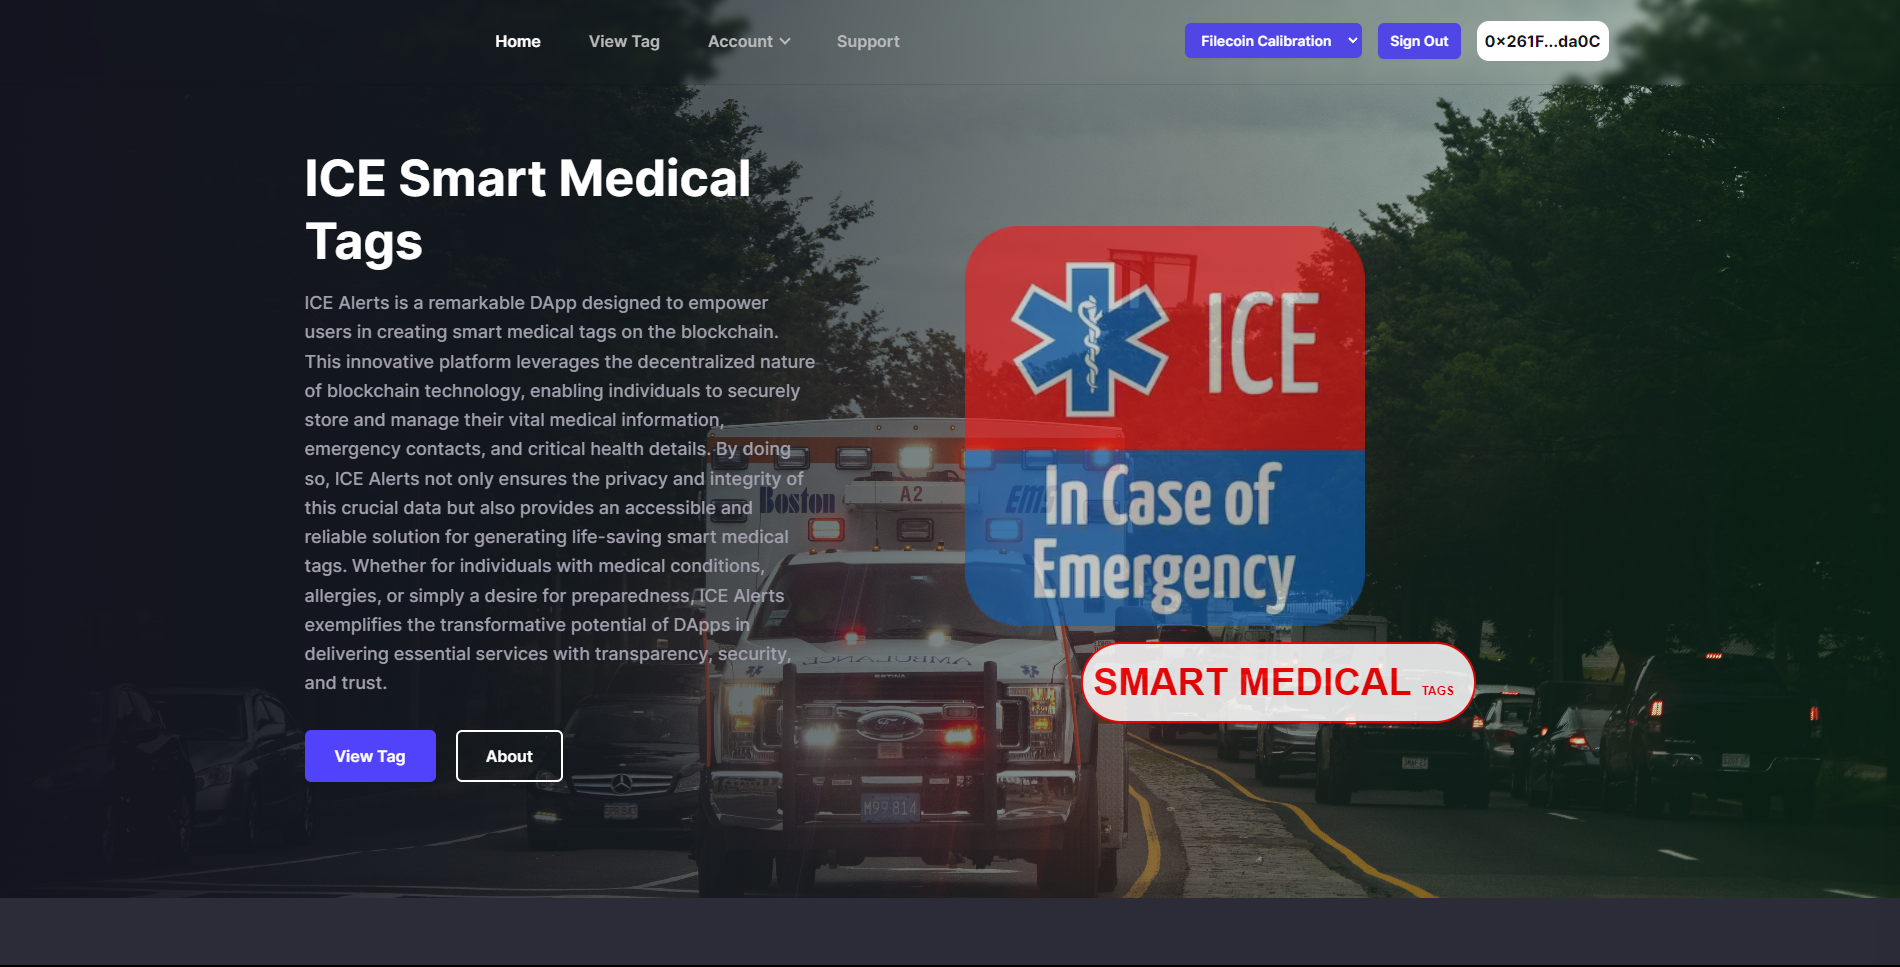 Home View Tag Account Support Filecoin Calibration Sign Out 0x261F...da0C
ICE Smart Medical
Tags
ICE Alerts is a remarkable DApp designed to empower
users in creating smart medical tags on the blockchain.
This innovative platform leverages the decentralized nature
of blockchain technology, enabling individuals to securely
store and manage their vital medical information,
emergency contacts, and critical health details. By doing
so, ICE Alerts not only ensures the privacy and integrity of
this crucial data but also provides an accessible and
reliable solution for generating life-saving smart medical
tags. Whether for individuals with medical conditions,
allergies, or simply a desire for preparedness, ICE Alerts
exemplifies the transformative potential of DApps in
delivering essential services with transparency, security,
and trust.
View Tag About
ICE
In Case of
Emergency
SMART MEDICAL TAGS
Boston A2 EMS
AMBULANCE
M99 814